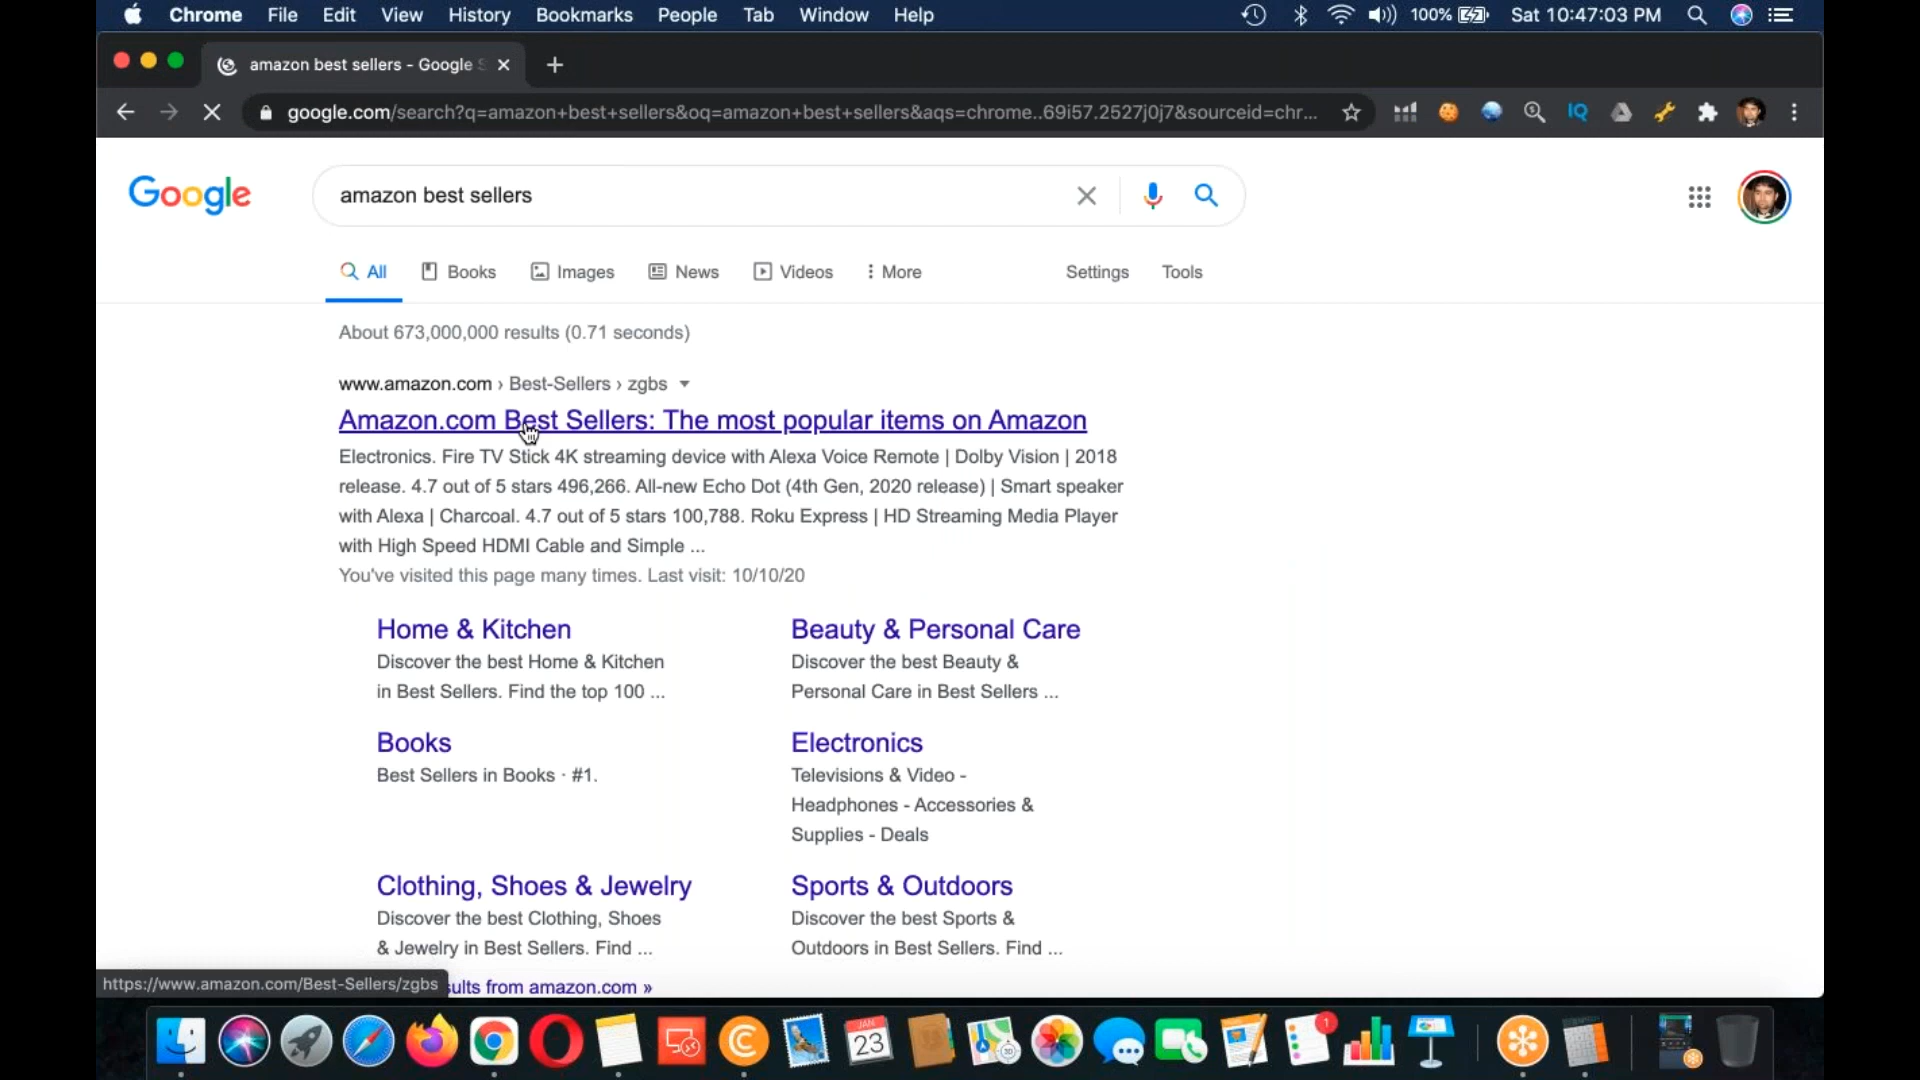 Chrome File Edit View History Bookmarks People Tab Window Help 100% Sat 10:47:03 PM
amazon best sellers - Google
google.com/search?q=amazon+best+sellers&oq=amazon+best+sellers&aqs=chrome..69i57.2527j0j7&sourceid=chr... IQ
Google amazon best sellers
All Books Images News Videos More Settings Tools
About 673,000,000 results (0.71 seconds)
www.amazon.com › Best-Sellers › zgbs
Amazon.com Best Sellers: The most popular items on Amazon
Electronics. Fire TV Stick 4K streaming device with Alexa Voice Remote | Dolby Vision | 2018
release. 4.7 out of 5 stars 496,266. All-new Echo Dot (4th Gen, 2020 release) | Smart speaker
with Alexa | Charcoal. 4.7 out of 5 stars 100,788. Roku Express | HD Streaming Media Player
with High Speed HDMI Cable and Simple ...
You've visited this page many times. Last visit: 10/10/20
Home & Kitchen
Discover the best Home & Kitchen
in Best Sellers. Find the top 100 ...
Beauty & Personal Care
Discover the best Beauty &
Personal Care in Best Sellers ...
Books
Best Sellers in Books · #1.
Electronics
Televisions & Video -
Headphones - Accessories &
Supplies - Deals
Clothing, Shoes & Jewelry
Discover the best Clothing, Shoes
& Jewelry in Best Sellers. Find ...
Sports & Outdoors
Discover the best Sports &
Outdoors in Best Sellers. Find ...
https://www.amazon.com/Best-Sellers/zgbs
ults from amazon.com »
JAN
23
3D
1